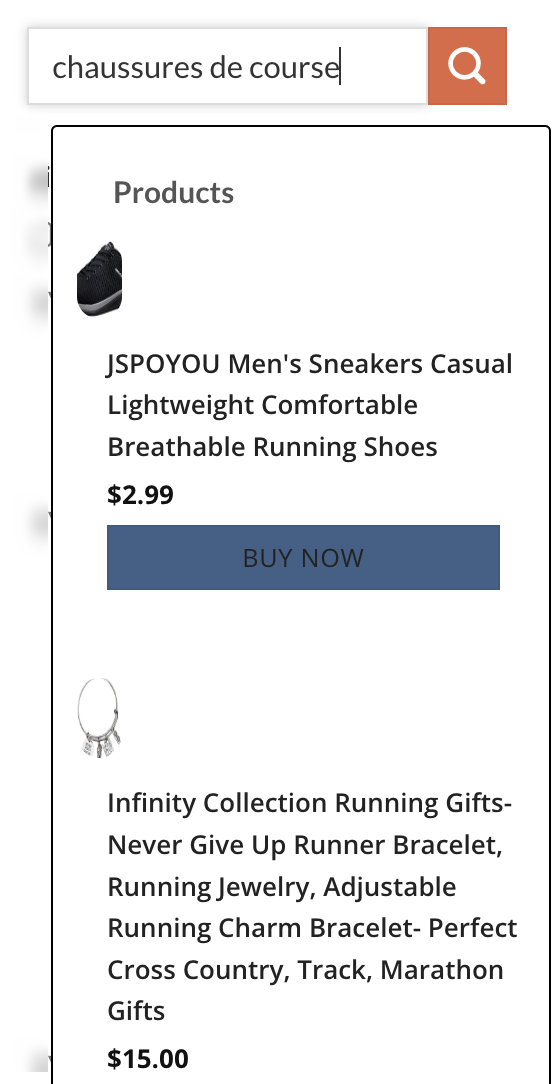 chaussures de course
Products
JSPOYOU Men's Sneakers Casual
Lightweight Comfortable
Breathable Running Shoes
$2.99
BUY NOW
Infinity Collection Running Gifts-
Never Give Up Runner Bracelet,
Running Jewelry, Adjustable
Running Charm Bracelet- Perfect
Cross Country, Track, Marathon
Gifts
$15.00